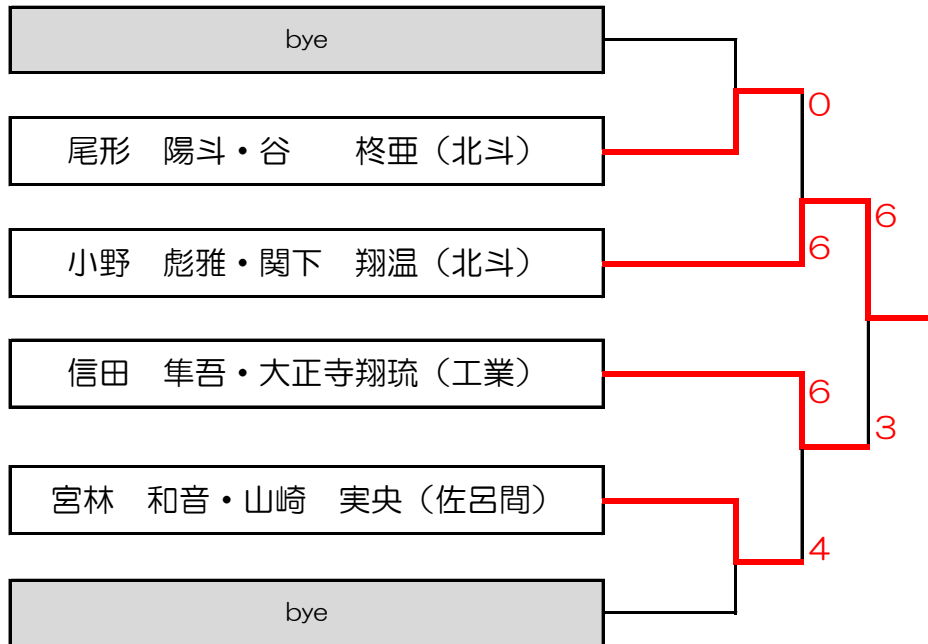 bye
0
尾形　陽斗・谷　　柊亜（北斗）
6
小野　彪雅・関下　翔温（北斗）
6
信田　隼吾・大正寺翔琉（工業）
6
3
宮林　和音・山崎　実央（佐呂間）
4
bye